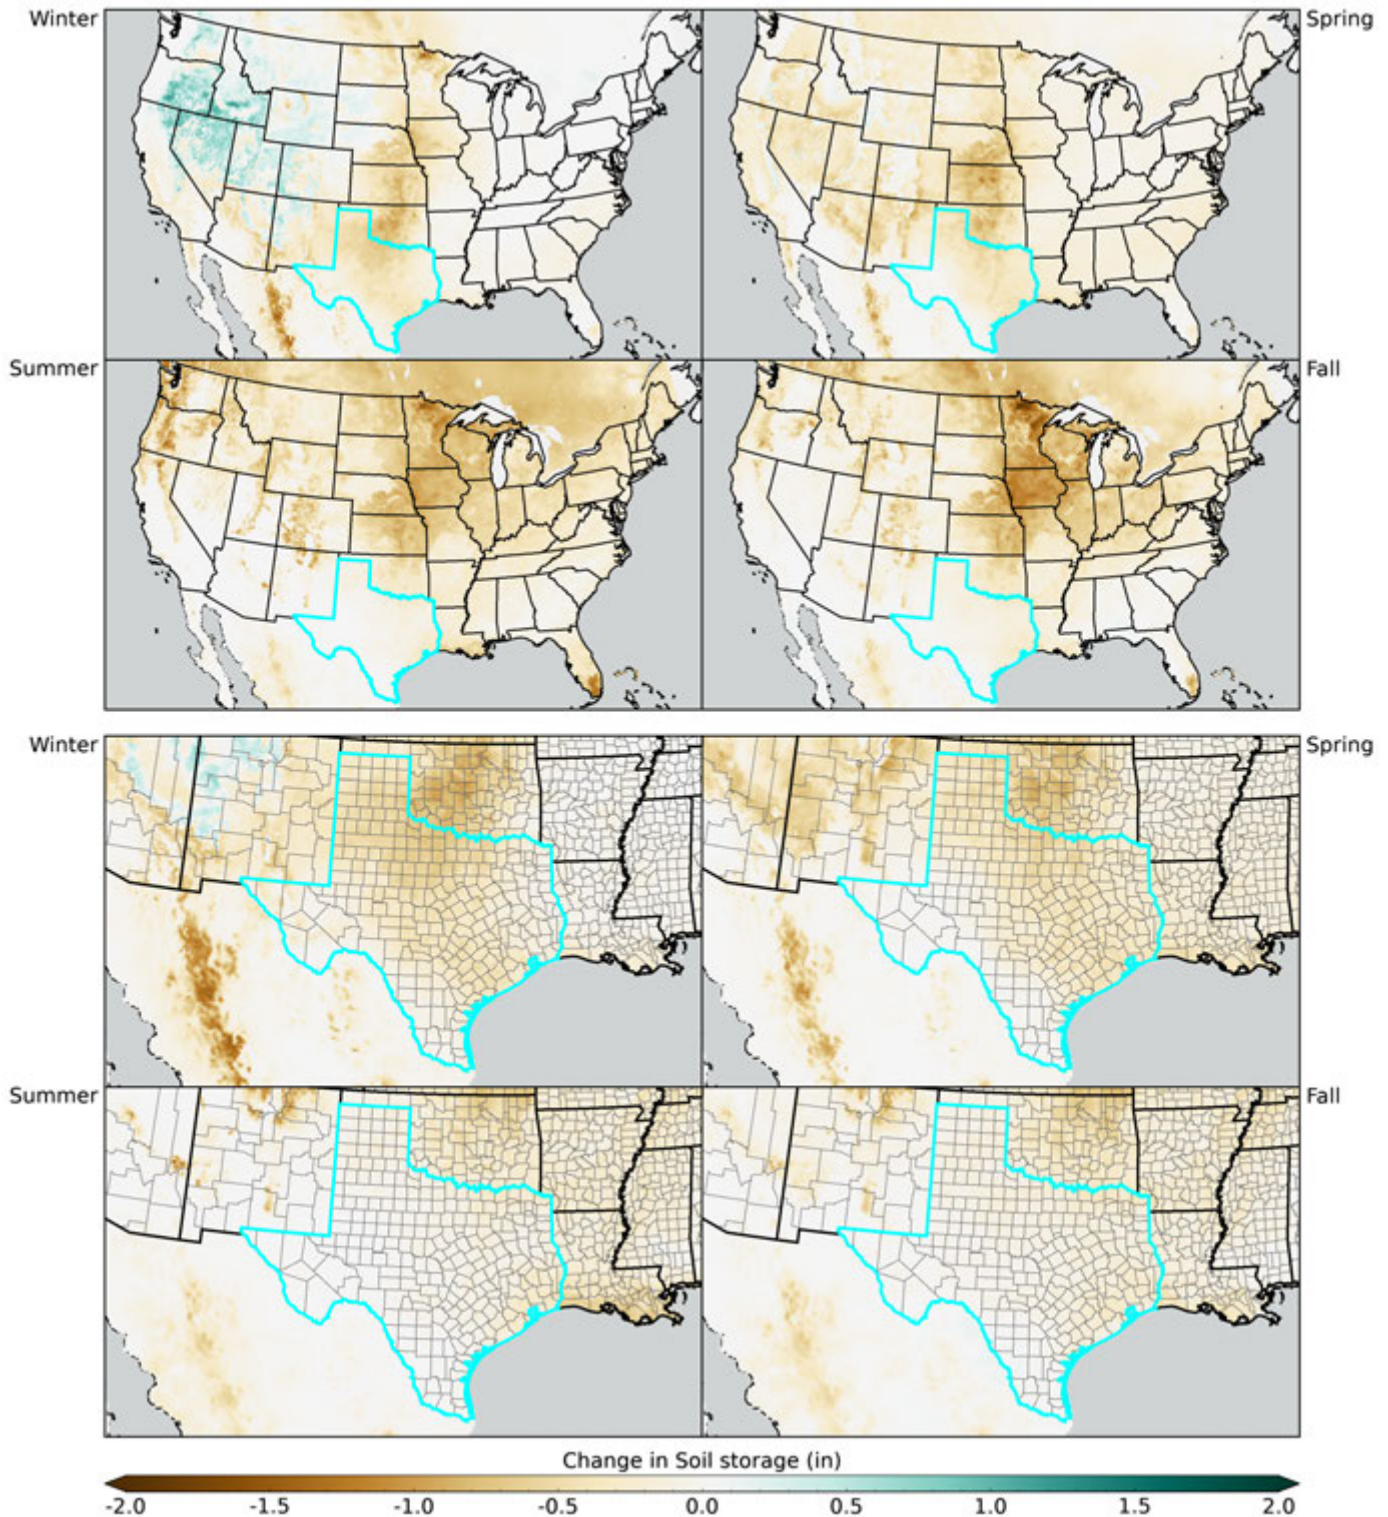 Winter
Spring
Summer
Fall
Winter
Spring
Summer
Fall
Change in Soil storage (in)
-2.0 -1.5 -1.0 -0.5 0.0 0.5 1.0 1.5 2.0